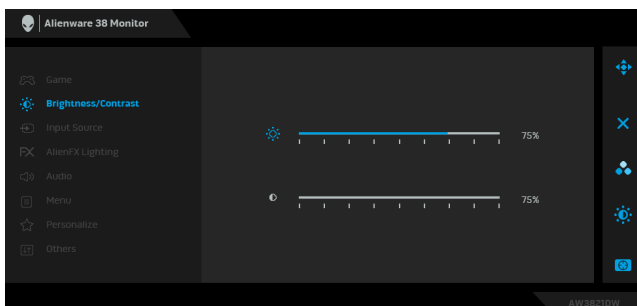 Alienware 38 Monitor
Game
Brightness/Contrast
Input Source
AlienFX Lighting
Audio
Menu
Personalize
Others
75%
75%
AW3821DW